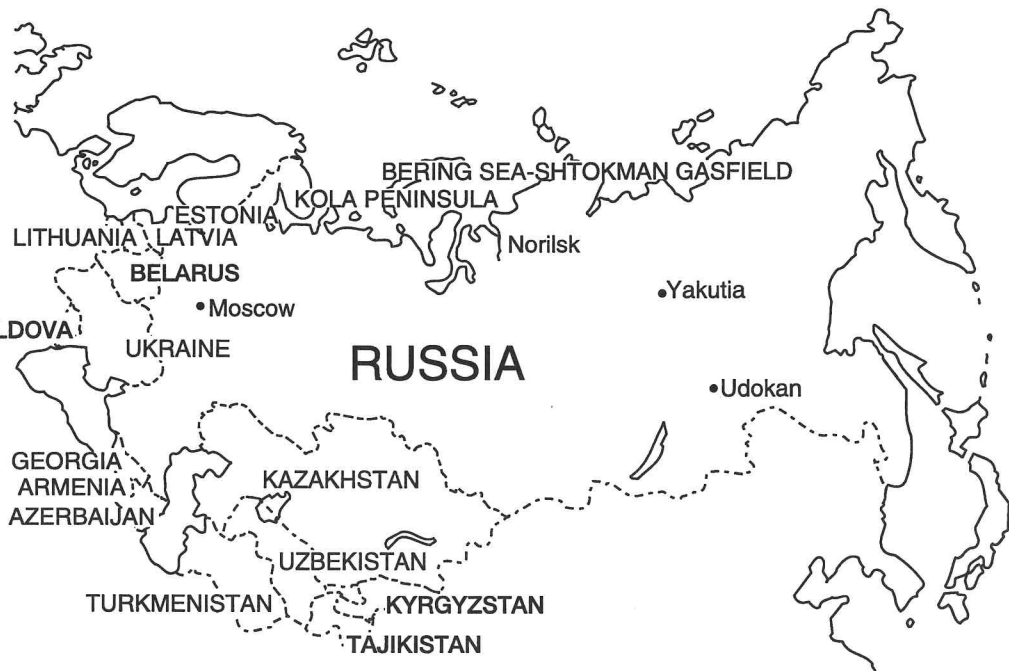 BERING SEA-SHTOKMAN GASFIELD
KOLA PENINSULA
ESTONIA
LITHUANIA LATVIA
Norilsk
BELARUS
Yakutia
Moscow
LDOVA
UKRAINE
RUSSIA
Udokan
GEORGIA
KAZAKHSTAN
ARMENIA
AZERBAIJAN
UZBEKISTAN
TURKMENISTAN
KYRGYZSTAN
TAJIKISTAN